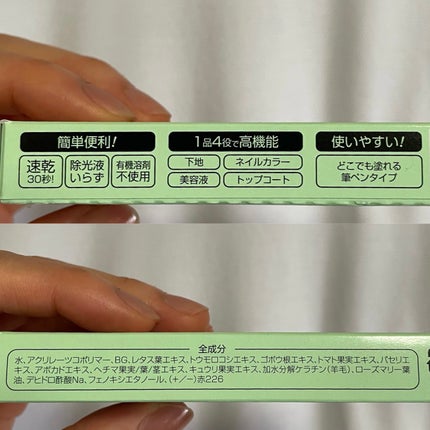 簡単便利!
速乾
30秒!
除光液
いらず
有機溶剤
不使用
1品4役で高機能
下地
ネイルカラー
美容液
トップコート
使いやすい!
どこでも塗れる
筆ペンタイプ
全成分
水、アクリレーツコポリマー、BG、レタス葉エキス、トウモロコシエキス、ゴボウ根エキス、トマト果実エキス、パセリエ
キス、アボカドエキス、ヘチマ果実/葉/茎エキス、キュウリ果実エキス、加水分解ケラチン(羊毛)、ローズマリー葉
油、デヒドロ酢酸Na、フェノキシエタノール、(+/-)赤226